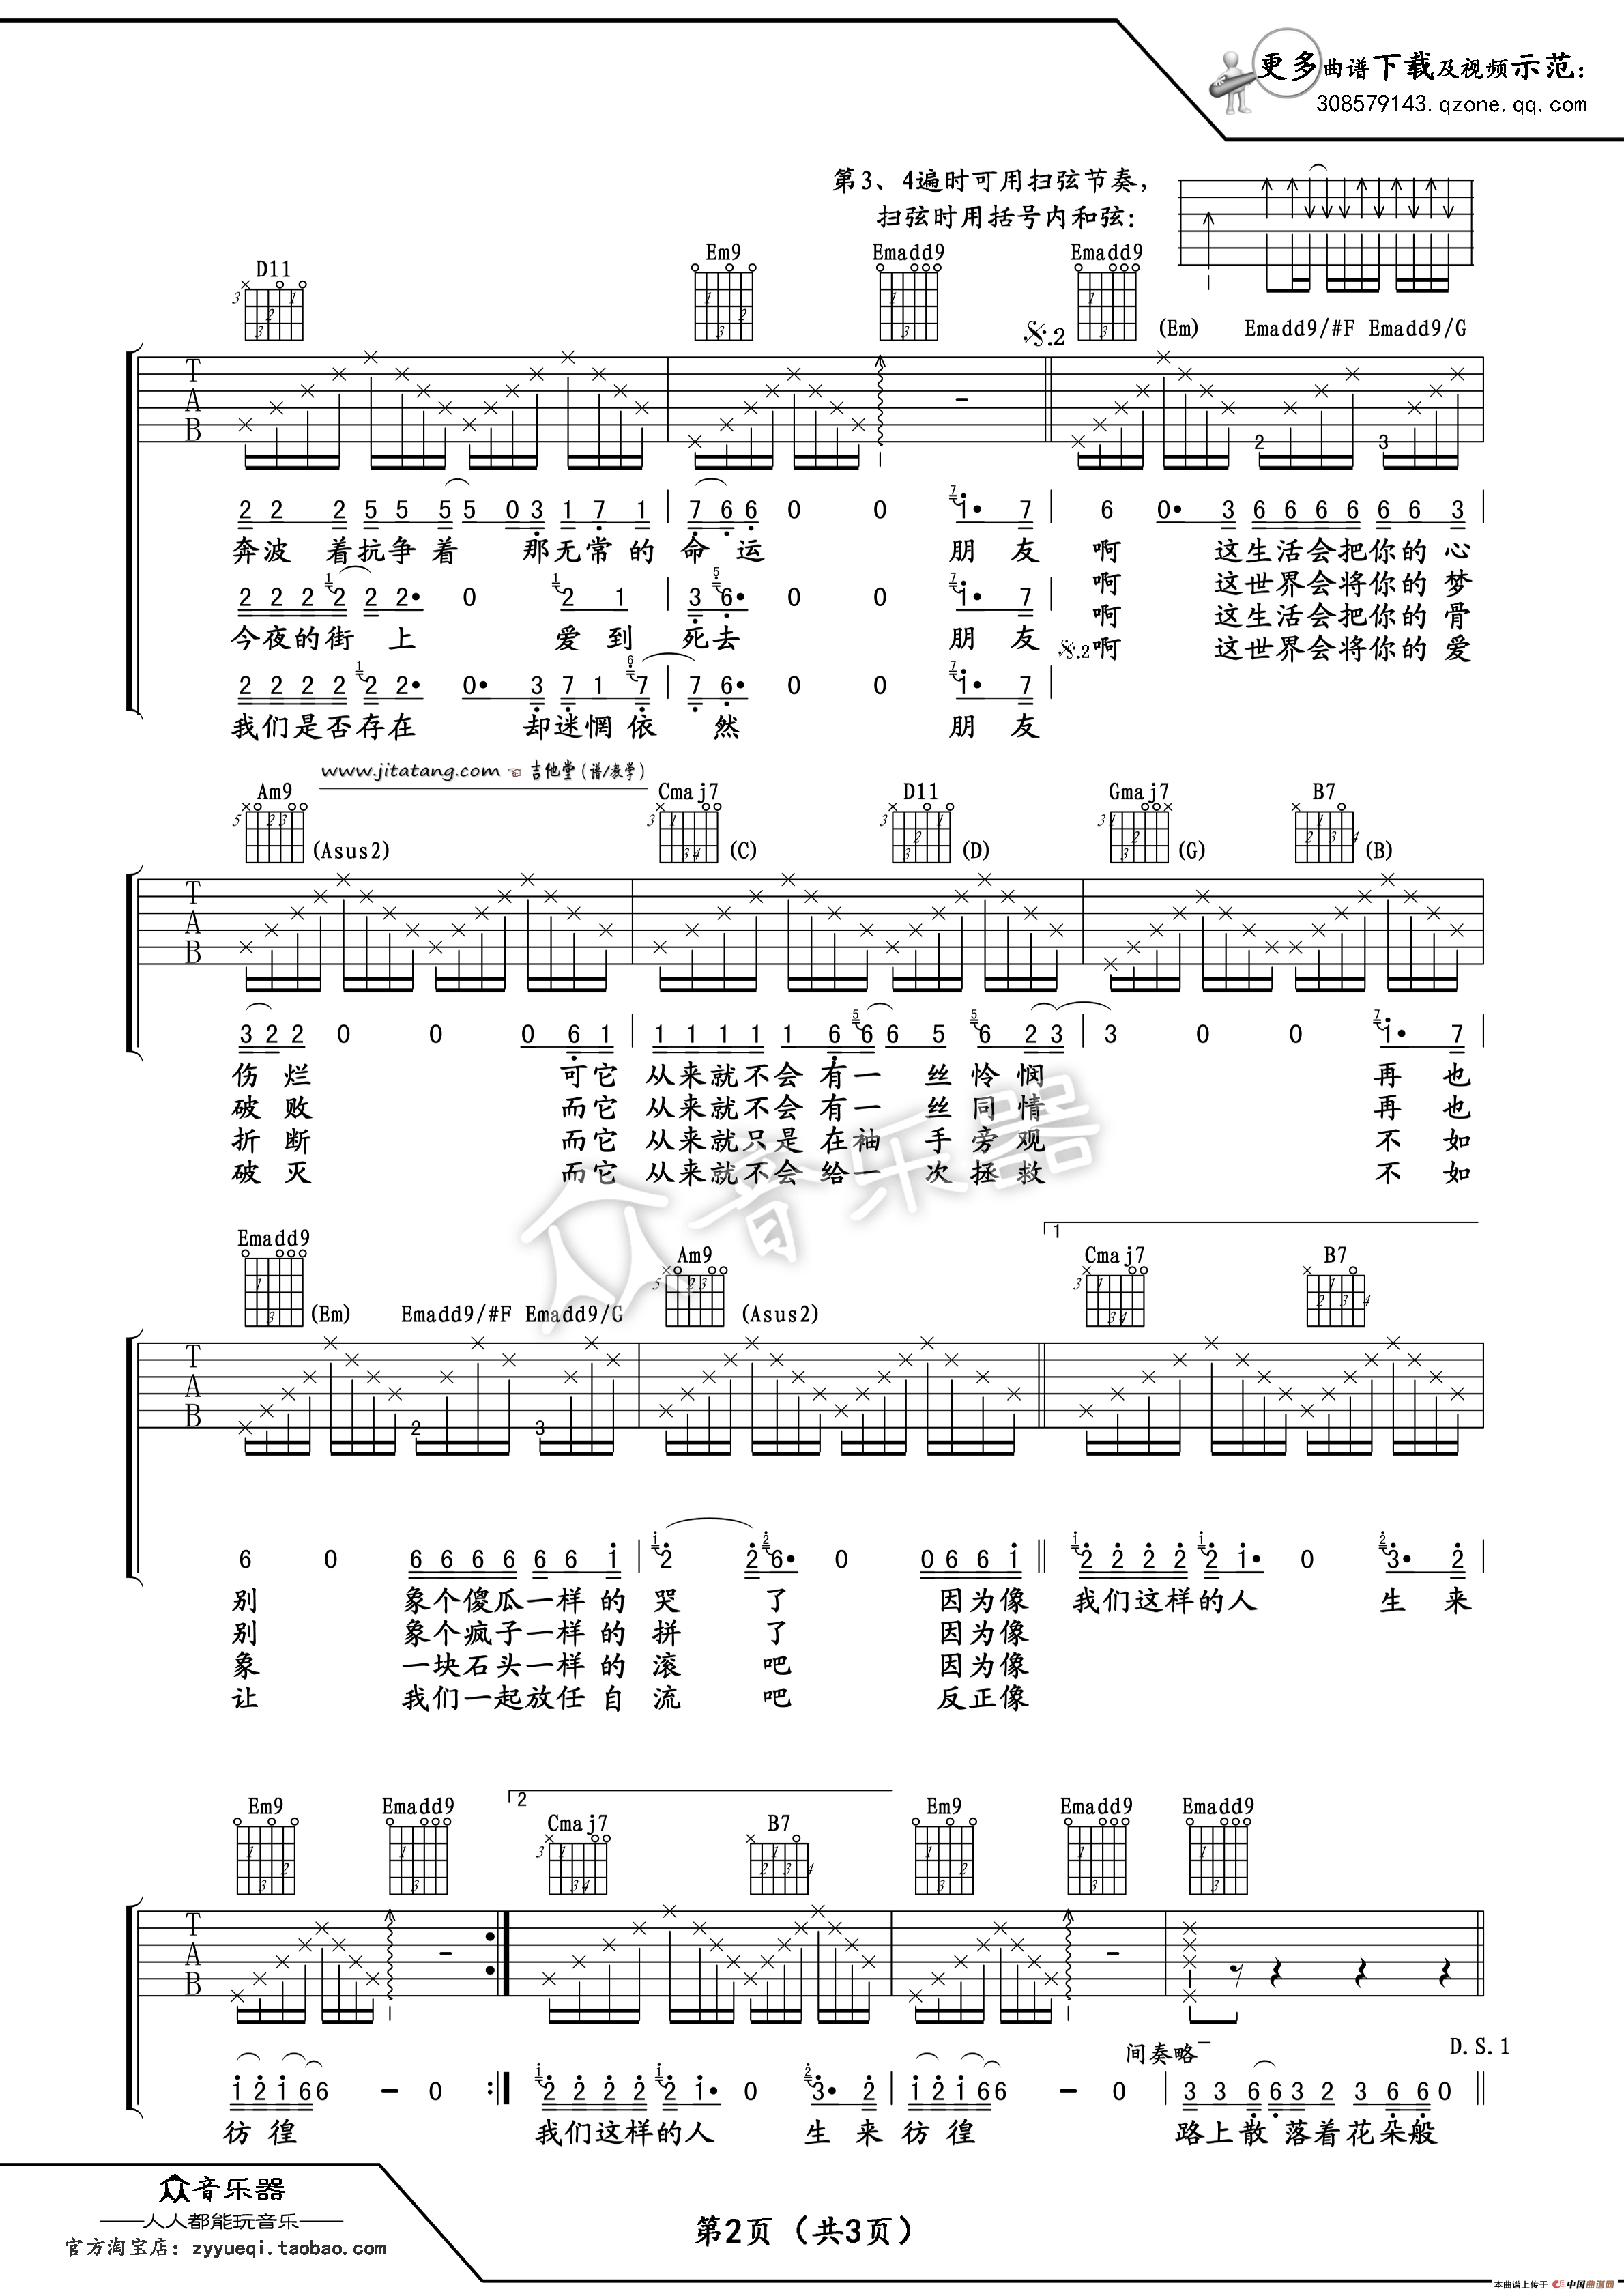 更多曲谱下载及视频示范：
308579143.qzone.qq.com
第3、4遍时可用扫弦节奏，
扫弦时用括号内和弦：
D11 Em9 Emadd9 Emadd9
(Em) Emadd9/#F Emadd9/G
T A B
2 2 2 5 5 5 5 0 3 1 7 1 | 7 6 6 0 0 1• 7 | 6 0• 3 6 6 6 6 6 6 3 |
奔波 着抗争着 那无常的 命运 朋友 啊 这生活会把你的心
啊 这世界会将你的梦
2 2 2 2 2 2• 0 2 1 | 3 6• 0 0 1• 7 |
啊 这生活会把你的骨
今夜的街上 爱到 死去 朋友 𝄋.2 啊 这世界会将你的爱
2 2 2 2 2 2• 0• 3 7 1 7 | 7 6• 0 0 1• 7 |
我们是否存在 却迷惘依 然 朋友
www.jitatang.com 吉他堂(谱/教学)
Am9 Cmaj7 D11 Gmaj7 B7
(Asus2) (C) (D) (G) (B)
T A B
3 2 2 0 0 0 6 1 | 1 1 1 1 1 6 6 6 5 6 2 3 | 3 0 0 1• 7 |
伤烂 可它 从来就不会有一 丝怜悯 再也
破败 而它 从来就不会有一 丝同情 再也
折断 而它 从来就只是在袖 手旁观 不如
破灭 而它 从来就不会给一 次拯救 不如
众音乐器
1
Emadd9 Am9 Cmaj7 B7
(Em) Emadd9/#F Emadd9/G (Asus2)
T A B
6 0 6 6 6 6 6 6 1 | 2 2 6• 0 0 6 6 1 || 2 2 2 2 2 1• 0 3• 2 |
别 象个傻瓜一样的 哭 了 因为像 我们这样的人 生来
别 象个疯子一样的 拼 了 因为像
象 一块石头一样的 滚 吧 因为像
让 我们一起放任自 流 吧 反正像
2
Em9 Emadd9 Cmaj7 B7 Em9 Emadd9 Emadd9
T A B
间奏略 D.S.1
1 2 1 6 6 – 0 :| 2 2 2 2 2 1• 0 3• 2 | 1 2 1 6 6 – 0 | 3 3 6 6 3 2 3 6 6 0 ||
彷徨 我们这样的人 生来 彷徨 路上散落着花朵般
众音乐器
——人人都能玩音乐——
官方淘宝店：zyyueqi.taobao.com
第2页（共3页）
本曲谱上传于 中国曲谱网